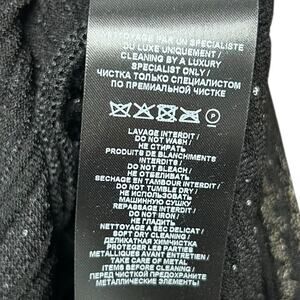 NETTOYAGE PAR UN SPECIALISTE
DU LUXE UNIQUEMENT /
CLEANING BY A LUXURY
SPECIALIST ONLY /
ЧИСТКА ТОЛЬКО СПЕЦИАЛИСТОМ
ПО ПРЕМИАЛЬНОЙ ЧИСТКЕ
P
LAVAGE INTERDIT /
DO NOT WASH /
НЕ СТИРАТЬ
PRODUITS DE BLANCHIMENTS
INTERDITS /
DO NOT BLEACH /
НЕ ОТБЕЛИВАТЬ
SECHAGE EN TAMBOUR INTERDIT /
DO NOT TUMBLE DRY /
НЕ ИСПОЛЬЗОВАТЬ
МАШИННУЮ СУШКУ
REPASSAGE INTERDIT /
DO NOT IRON /
НЕ ГЛАДИТЬ
NETTOYAGE A SEC DELICAT /
SOFT DRY CLEANING /
ДЕЛИКАТНАЯ ХИМЧИСТКА
PROTEGER LES PARTIES
METALLIQUES AVANT ENTRETIEN /
TAKE CARE OF METAL
ITEMS BEFORE CLEANING /
ПЕРЕД ЧИСТКОЙ ПРЕДОХРАНИТЕ
МЕТАЛЛИЧЕСКИЕ ЭЛЕМЕНТЫ